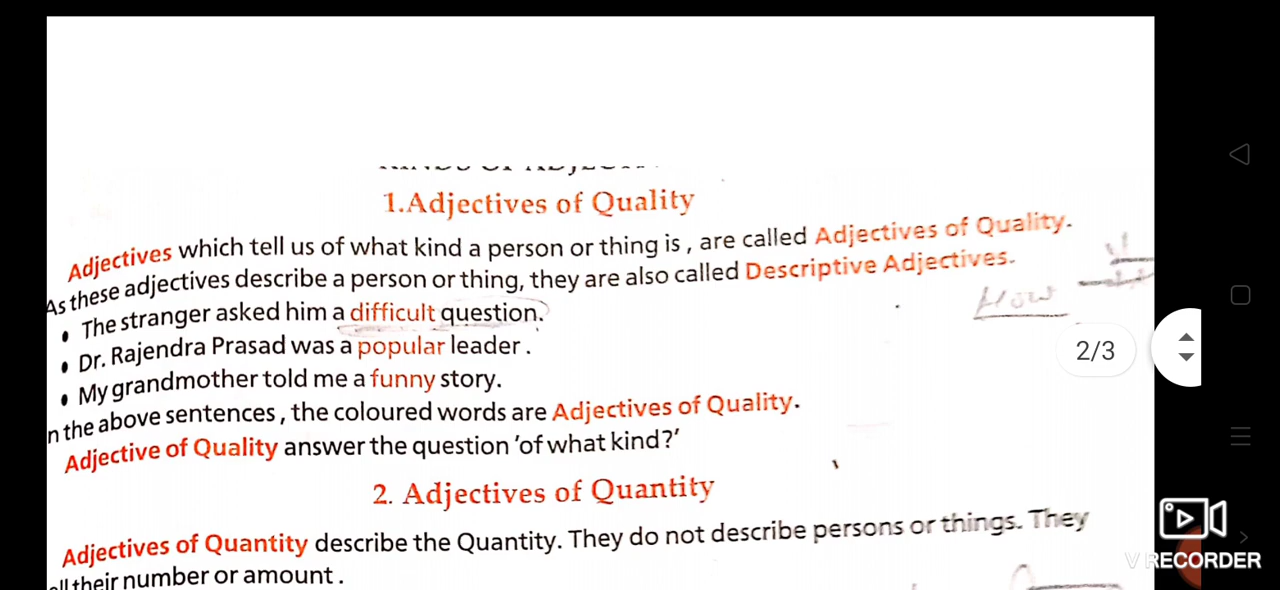 1.Adjectives of Quality
Adjectives which tell us of what kind a person or thing is , are called Adjectives of Quality.
As these adjectives describe a person or thing, they are also called Descriptive Adjectives.
How
• The stranger asked him a difficult question.
• Dr. Rajendra Prasad was a popular leader .
2/3
• My grandmother told me a funny story.
n the above sentences , the coloured words are Adjectives of Quality.
Adjective of Quality answer the question 'of what kind?'
2. Adjectives of Quantity
Adjectives of Quantity describe the Quantity. They do not describe persons or things. They
their number or amount .
V RECORDER